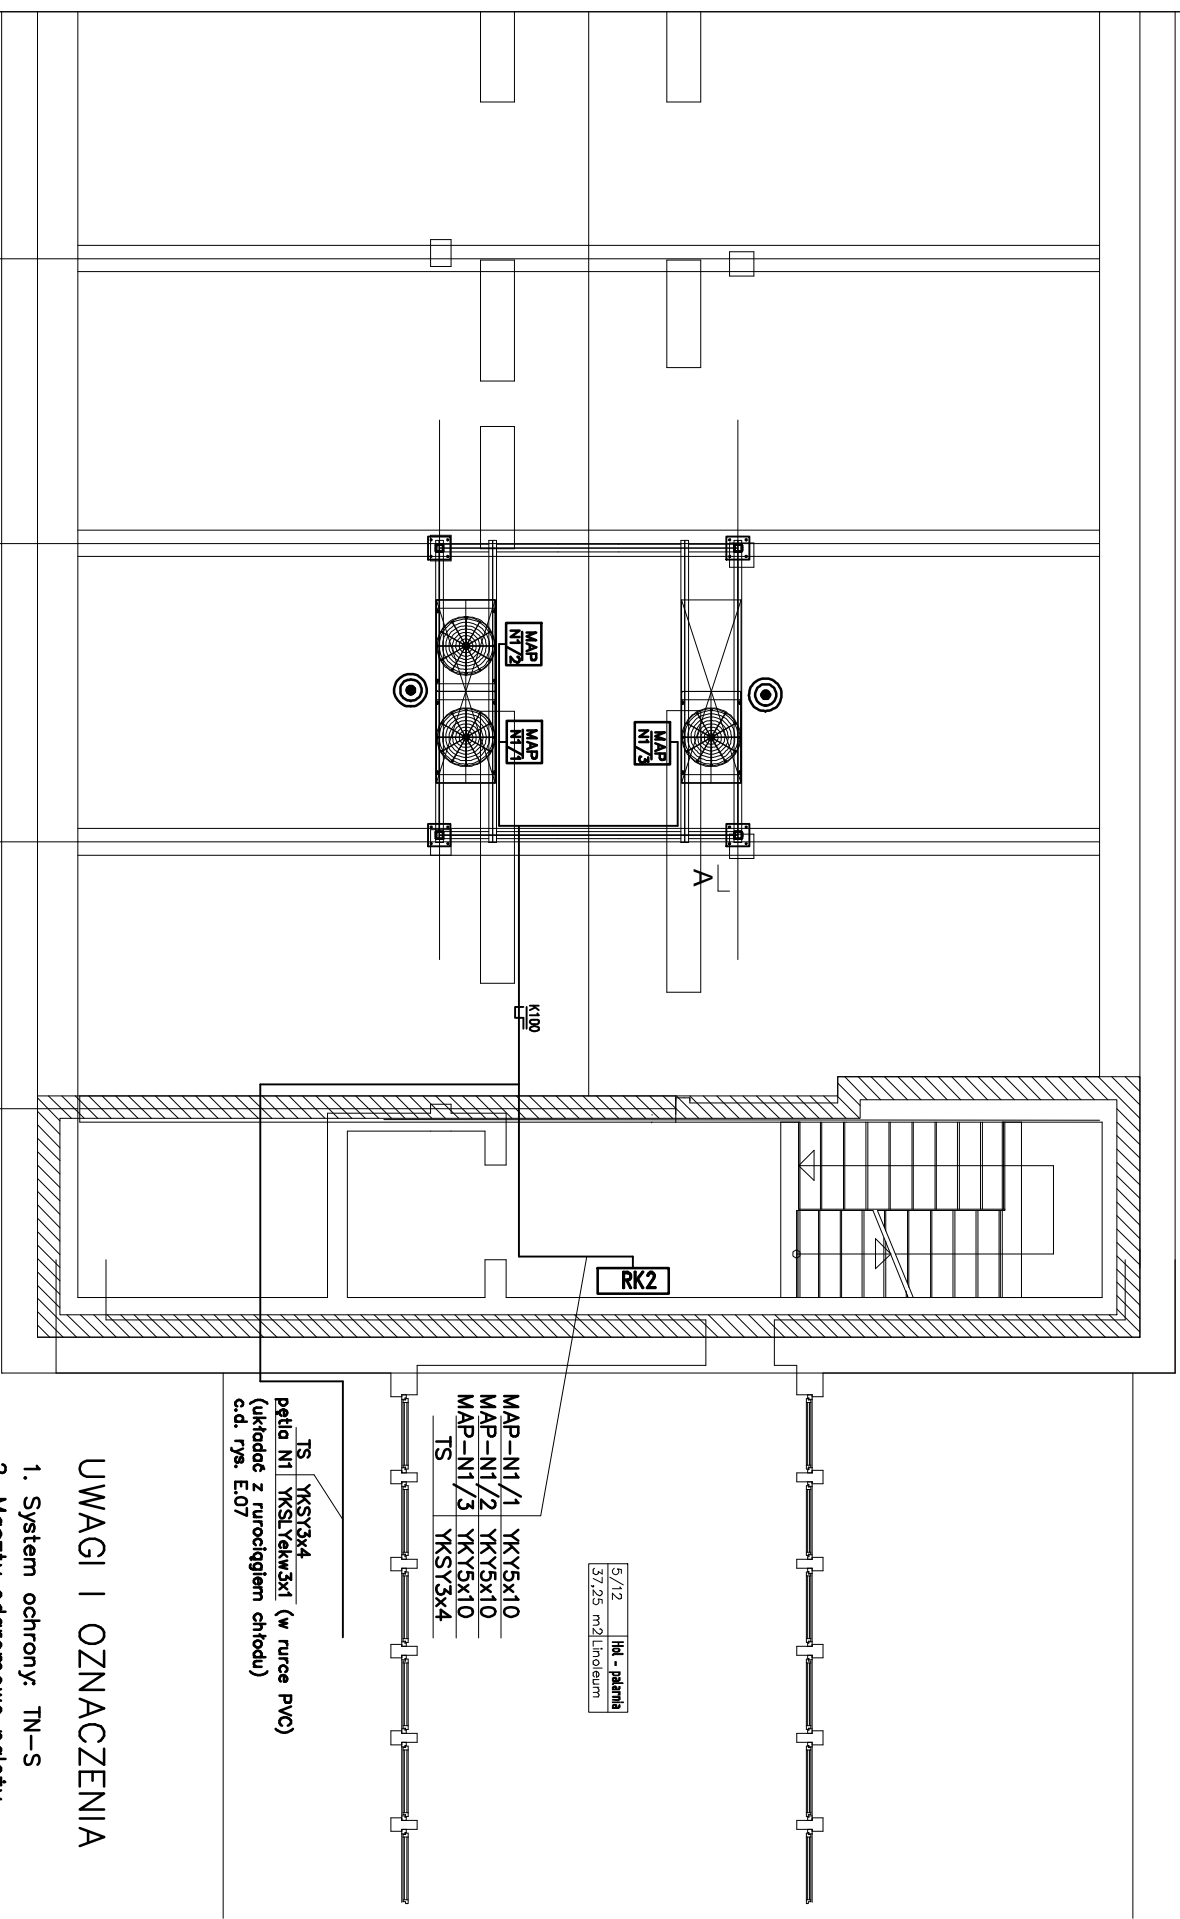 MAP
N1/2
MAP
N1/1
MAP
N1/3
A
K100
RK2
MAP-N1/1 YKY5x10
MAP-N1/2 YKY5x10
MAP-N1/3 YKY5x10
TS YKSY3x4
5/12 Hol - palarnia
37,25 m2 Linoleum
TS YKSY3x4
pętla N1 YKSLYekw3x1 (w rurce PVC)
(układać z rurociągiem chłodu)
c.d. rys. E.07
UWAGI I OZNACZENIA
1. System ochrony: TN-S